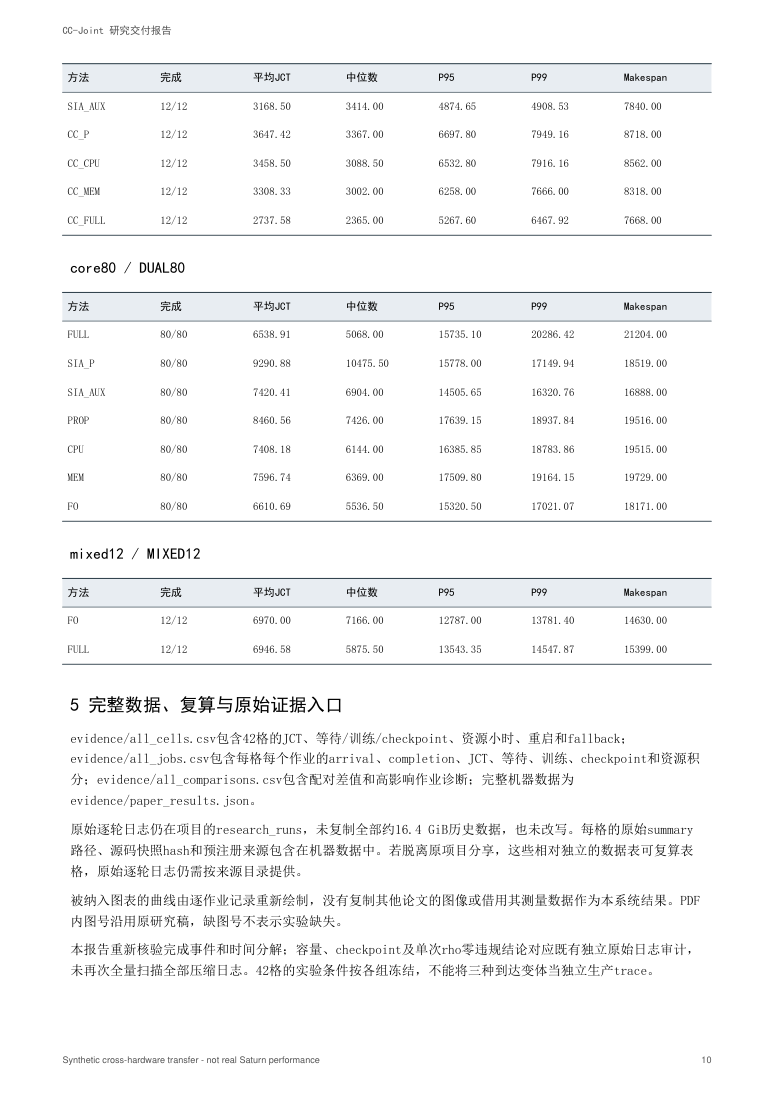 CC-Joint 研究交付报告
方法 完成 平均JCT 中位数 P95 P99 Makespan
SIA_AUX 12/12 3168.50 3414.00 4874.65 4908.53 7840.00
CC_P 12/12 3647.42 3367.00 6697.80 7949.16 8718.00
CC_CPU 12/12 3458.50 3088.50 6532.80 7916.16 8562.00
CC_MEM 12/12 3308.33 3002.00 6258.00 7666.00 8318.00
CC_FULL 12/12 2737.58 2365.00 5267.60 6467.92 7668.00
core80 / DUAL80
方法 完成 平均JCT 中位数 P95 P99 Makespan
FULL 80/80 6538.91 5068.00 15735.10 20286.42 21204.00
SIA_P 80/80 9290.88 10475.50 15778.00 17149.94 18519.00
SIA_AUX 80/80 7420.41 6904.00 14505.65 16320.76 16888.00
PROP 80/80 8460.56 7426.00 17639.15 18937.84 19516.00
CPU 80/80 7408.18 6144.00 16385.85 18783.86 19515.00
MEM 80/80 7596.74 6369.00 17509.80 19164.15 19729.00
FO 80/80 6610.69 5536.50 15320.50 17021.07 18171.00
mixed12 / MIXED12
方法 完成 平均JCT 中位数 P95 P99 Makespan
FO 12/12 6970.00 7166.00 12787.00 13781.40 14630.00
FULL 12/12 6946.58 5875.50 13543.35 14547.87 15399.00
5 完整数据、复算与原始证据入口
evidence/all_cells.csv包含42格的JCT、等待/训练/checkpoint、资源小时、重启和fallback；
evidence/all_jobs.csv包含每格每个作业的arrival、completion、JCT、等待、训练、checkpoint和资源积
分；evidence/all_comparisons.csv包含配对差值和高影响作业诊断；完整机器数据为
evidence/paper_results.json。
原始逐轮日志仍在项目的research_runs，未复制全部约16.4 GiB历史数据，也未改写。每格的原始summary
路径、源码快照hash和预注册来源包含在机器数据中。若脱离原项目分享，这些相对独立的数据表可复算表
格，原始逐轮日志仍需按来源目录提供。
被纳入图表的曲线由逐作业记录重新绘制，没有复制其他论文的图像或借用其测量数据作为本系统结果。PDF
内图号沿用原研究稿，缺图号不表示实验缺失。
本报告重新核验完成事件和时间分解；容量、checkpoint及单次rho零违规结论对应既有独立原始日志审计，
未再次全量扫描全部压缩日志。42格的实验条件按各组冻结，不能将三种到达变体当独立生产trace。
Synthetic cross-hardware transfer - not real Saturn performance 10